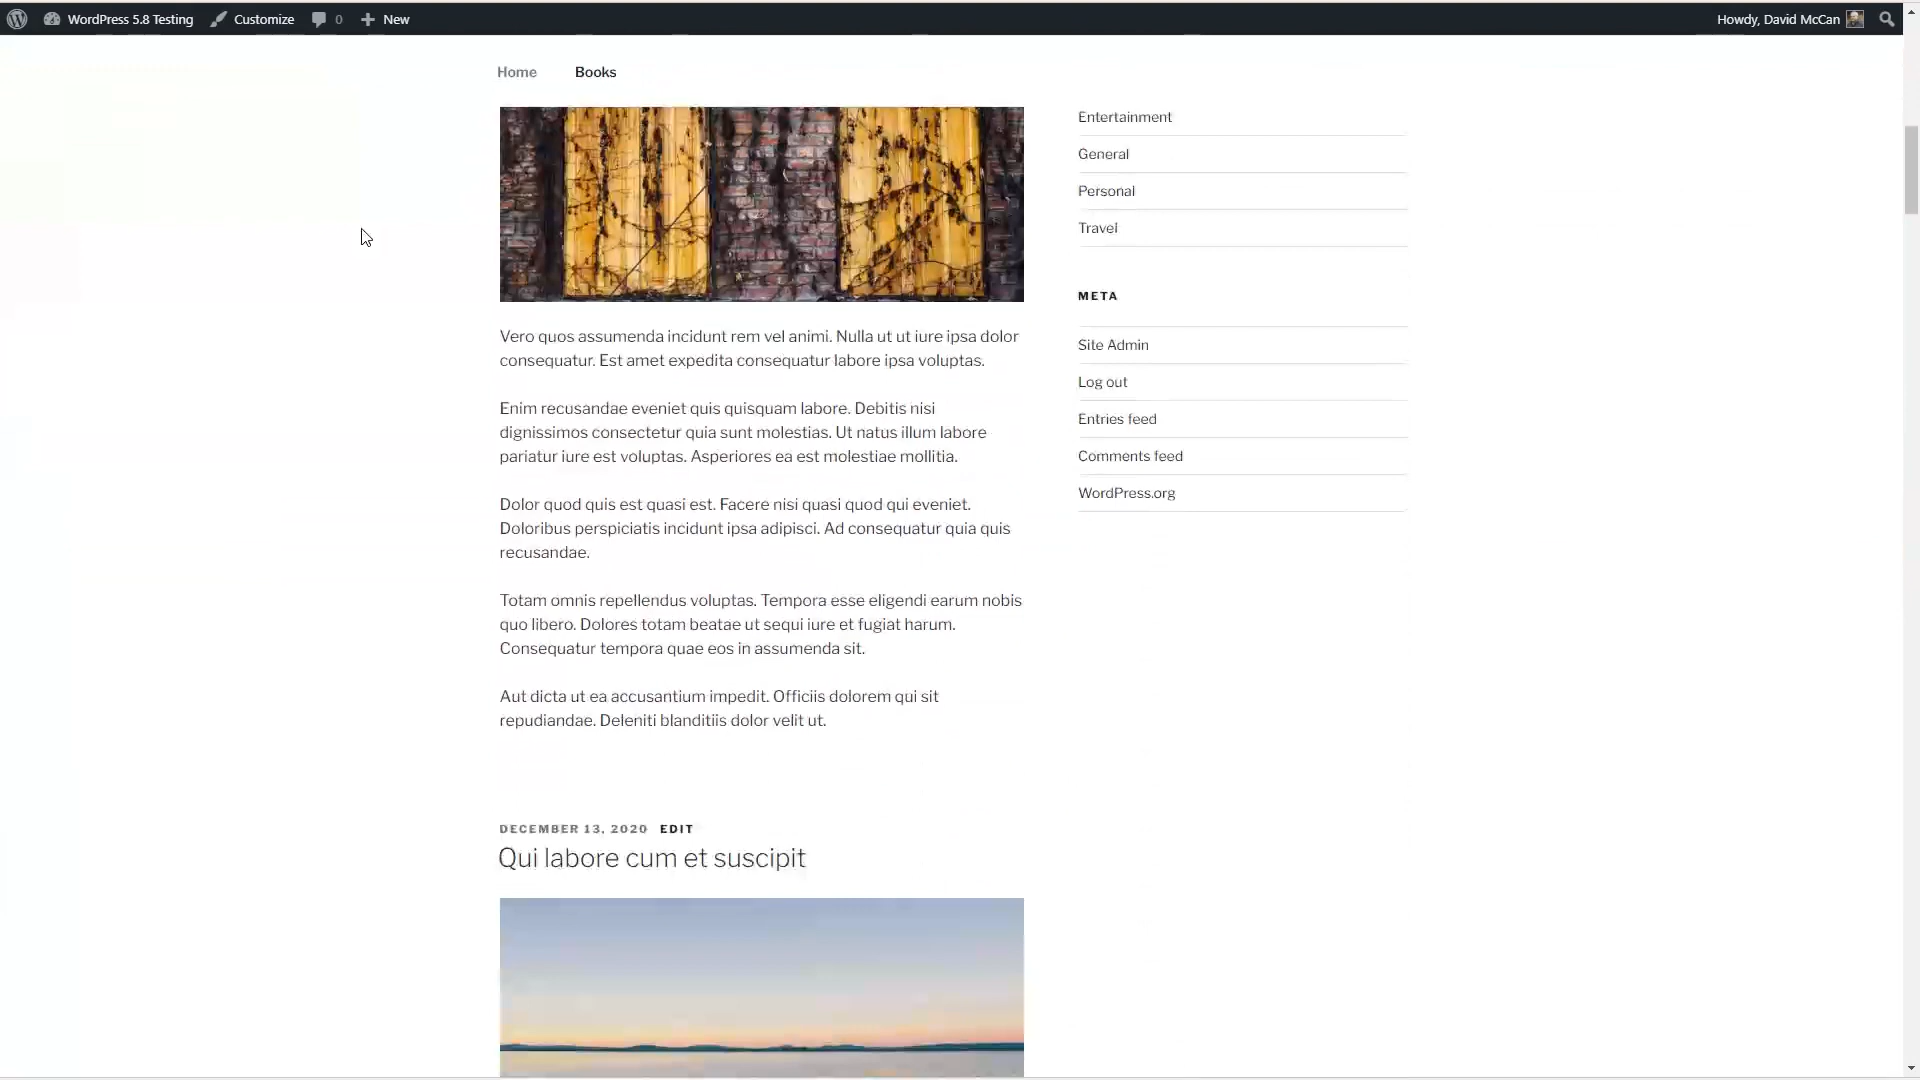 WordPress 5.8 Testing
Customize
0
New
Howdy, David McCan
Home
Books
Vero quos assumenda incidunt rem vel animi. Nulla ut ut iure ipsa dolor
consequatur. Est amet expedita consequatur labore ipsa voluptas.
Enim recusandae eveniet quis quisquam labore. Debitis nisi
dignissimos consectetur quia sunt molestias. Ut natus illum labore
pariatur iure est voluptas. Asperiores ea est molestiae mollitia.
Dolor quod quis est quasi est. Facere nisi quasi quod qui eveniet.
Doloribus perspiciatis incidunt ipsa adipisci. Ad consequatur quia quis
recusandae.
Totam omnis repellendus voluptas. Tempora esse eligendi earum nobis
quo libero. Dolores totam beatae ut sequi iure et fugiat harum.
Consequatur tempora quae eos in assumenda sit.
Aut dicta ut ea accusantium impedit. Officiis dolorem qui sit
repudiandae. Deleniti blanditiis dolor velit ut.
DECEMBER 13, 2020 EDIT
Qui labore cum et suscipit
Entertainment
General
Personal
Travel
META
Site Admin
Log out
Entries feed
Comments feed
WordPress.org